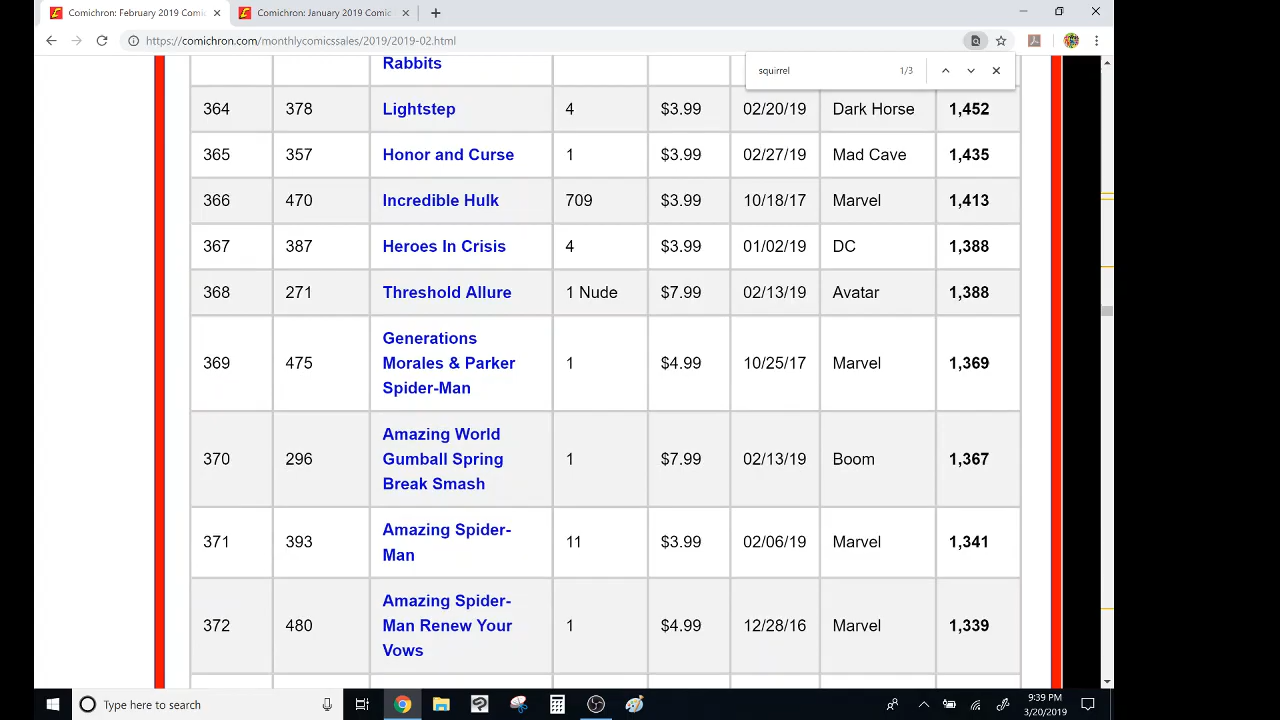 Comichron: February 2019 Comic
Comichron: January 2019 Comic
https://comichron.com/monthlycomicssales/2019/2019-02.html
squirrel 1/3
Rabbits
364 378 Lightstep 4 $3.99 02/20/19 Dark Horse 1,452
365 357 Honor and Curse 1 $3.99 02/27/19 Mad Cave 1,435
366 470 Incredible Hulk 709 $3.99 10/18/17 Marvel 1,413
367 387 Heroes In Crisis 4 $3.99 01/02/19 DC 1,388
368 271 Threshold Allure 1 Nude $7.99 02/13/19 Avatar 1,388
Generations
369 475 Morales & Parker 1 $4.99 10/25/17 Marvel 1,369
Spider-Man
Amazing World
370 296 Gumball Spring 1 $7.99 02/13/19 Boom 1,367
Break Smash
Amazing Spider-
371 393 11 $3.99 02/06/19 Marvel 1,341
Man
Amazing Spider-
372 480 Man Renew Your 1 $4.99 12/28/16 Marvel 1,339
Vows
Type here to search
9:39 PM
3/20/2019